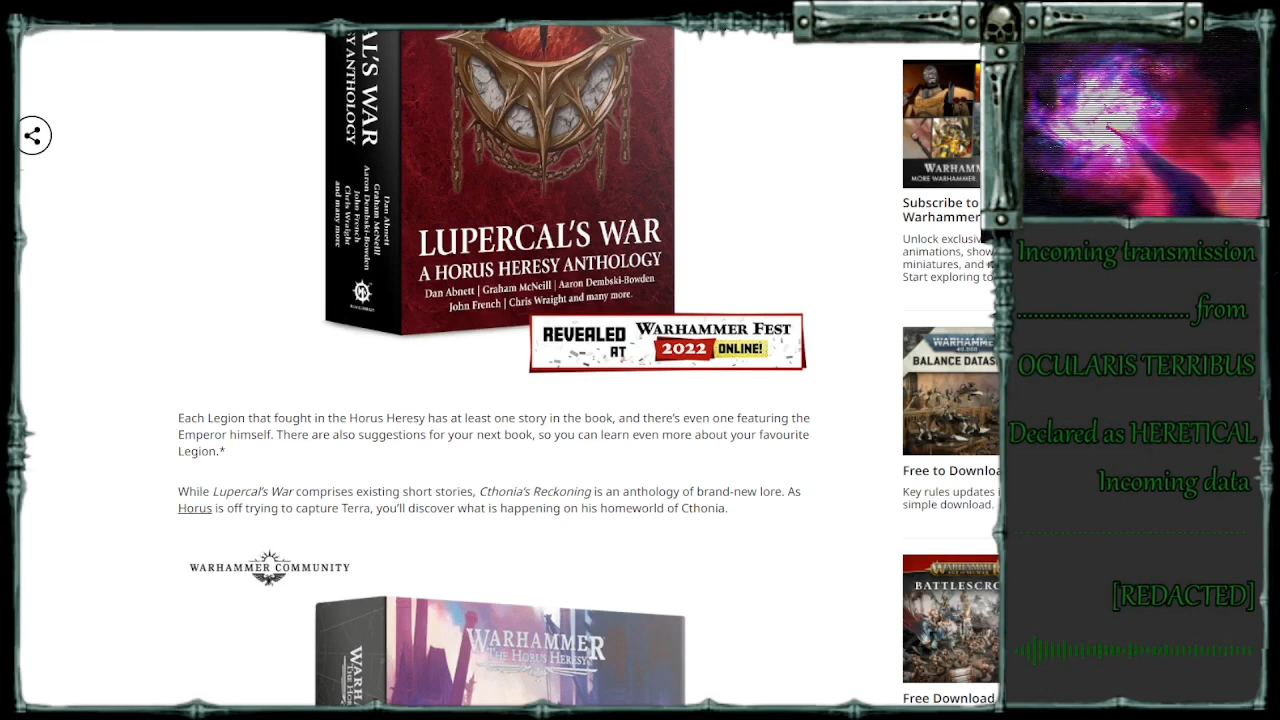 AL'S WAR
Y ANTHOLOGY
Dan Abnett
Graham McNeill
Aaron Dembski-Bowden
John French
Chris Wraight
and many more
LUPERCAL'S WAR
A HORUS HERESY ANTHOLOGY
Dan Abnett | Graham McNeill | Aaron Dembski-Bowden
John French | Chris Wraight and many more.
REVEALED AT
WARHAMMER FEST
2022 ONLINE!
Each Legion that fought in the Horus Heresy has at least one story in the book, and there's even one featuring the
Emperor himself. There are also suggestions for your next book, so you can learn even more about your favourite
Legion.*
While Lupercal's War comprises existing short stories, Cthonia's Reckoning is an anthology of brand-new lore. As
Horus is off trying to capture Terra, you'll discover what is happening on his homeworld of Cthonia.
WARHAMMER COMMUNITY
WARHAMMER
THE HORUS HERESY
WARH
THE HOR
WARHAMM
MORE WARHAMMER.
Subscribe to
Warhammer
Unlock exclusiv
animations, show
miniatures, and
Start exploring to
WARHAMME
40,000
BALANCE DATAS
Free to Downloa
Key rules updates i
simple download.
WARHAMME
BATTLESCRO
Free Download
Incoming transmission
.............................. from
OCULARIS TERRIBUS
Declared as HERETICAL
Incoming data
[REDACTED]